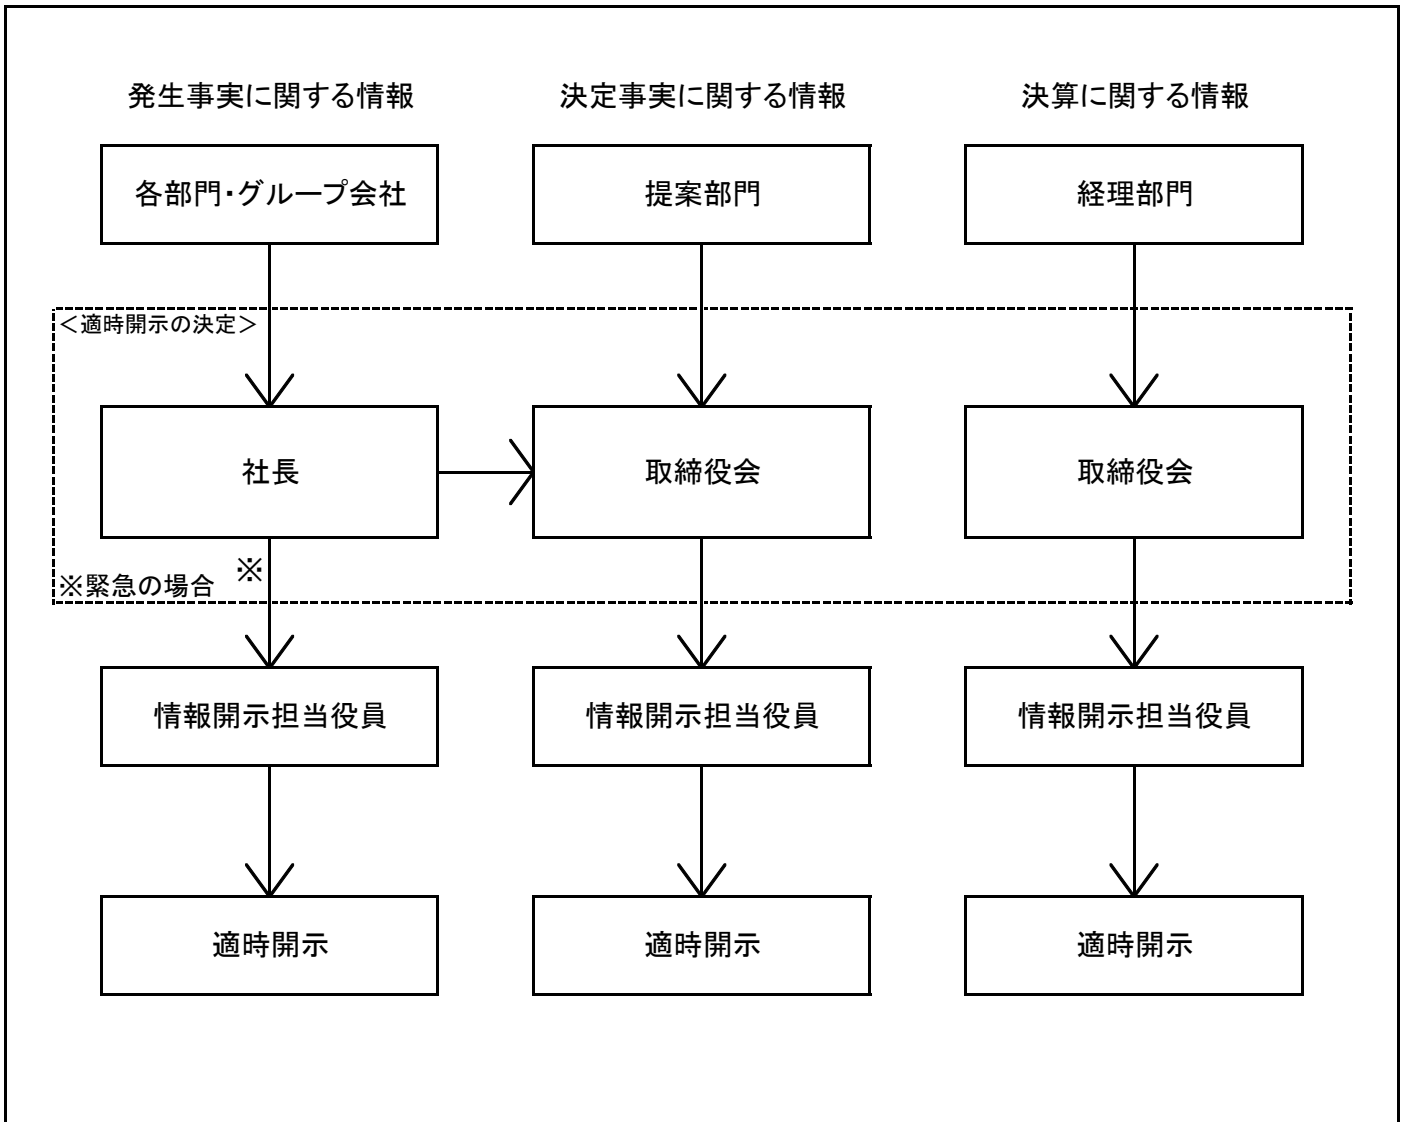 発生事実に関する情報
決定事実に関する情報
決算に関する情報
各部門・グループ会社
提案部門
経理部門
＜適時開示の決定＞
社長
取締役会
取締役会
※
※緊急の場合
情報開示担当役員
情報開示担当役員
情報開示担当役員
適時開示
適時開示
適時開示